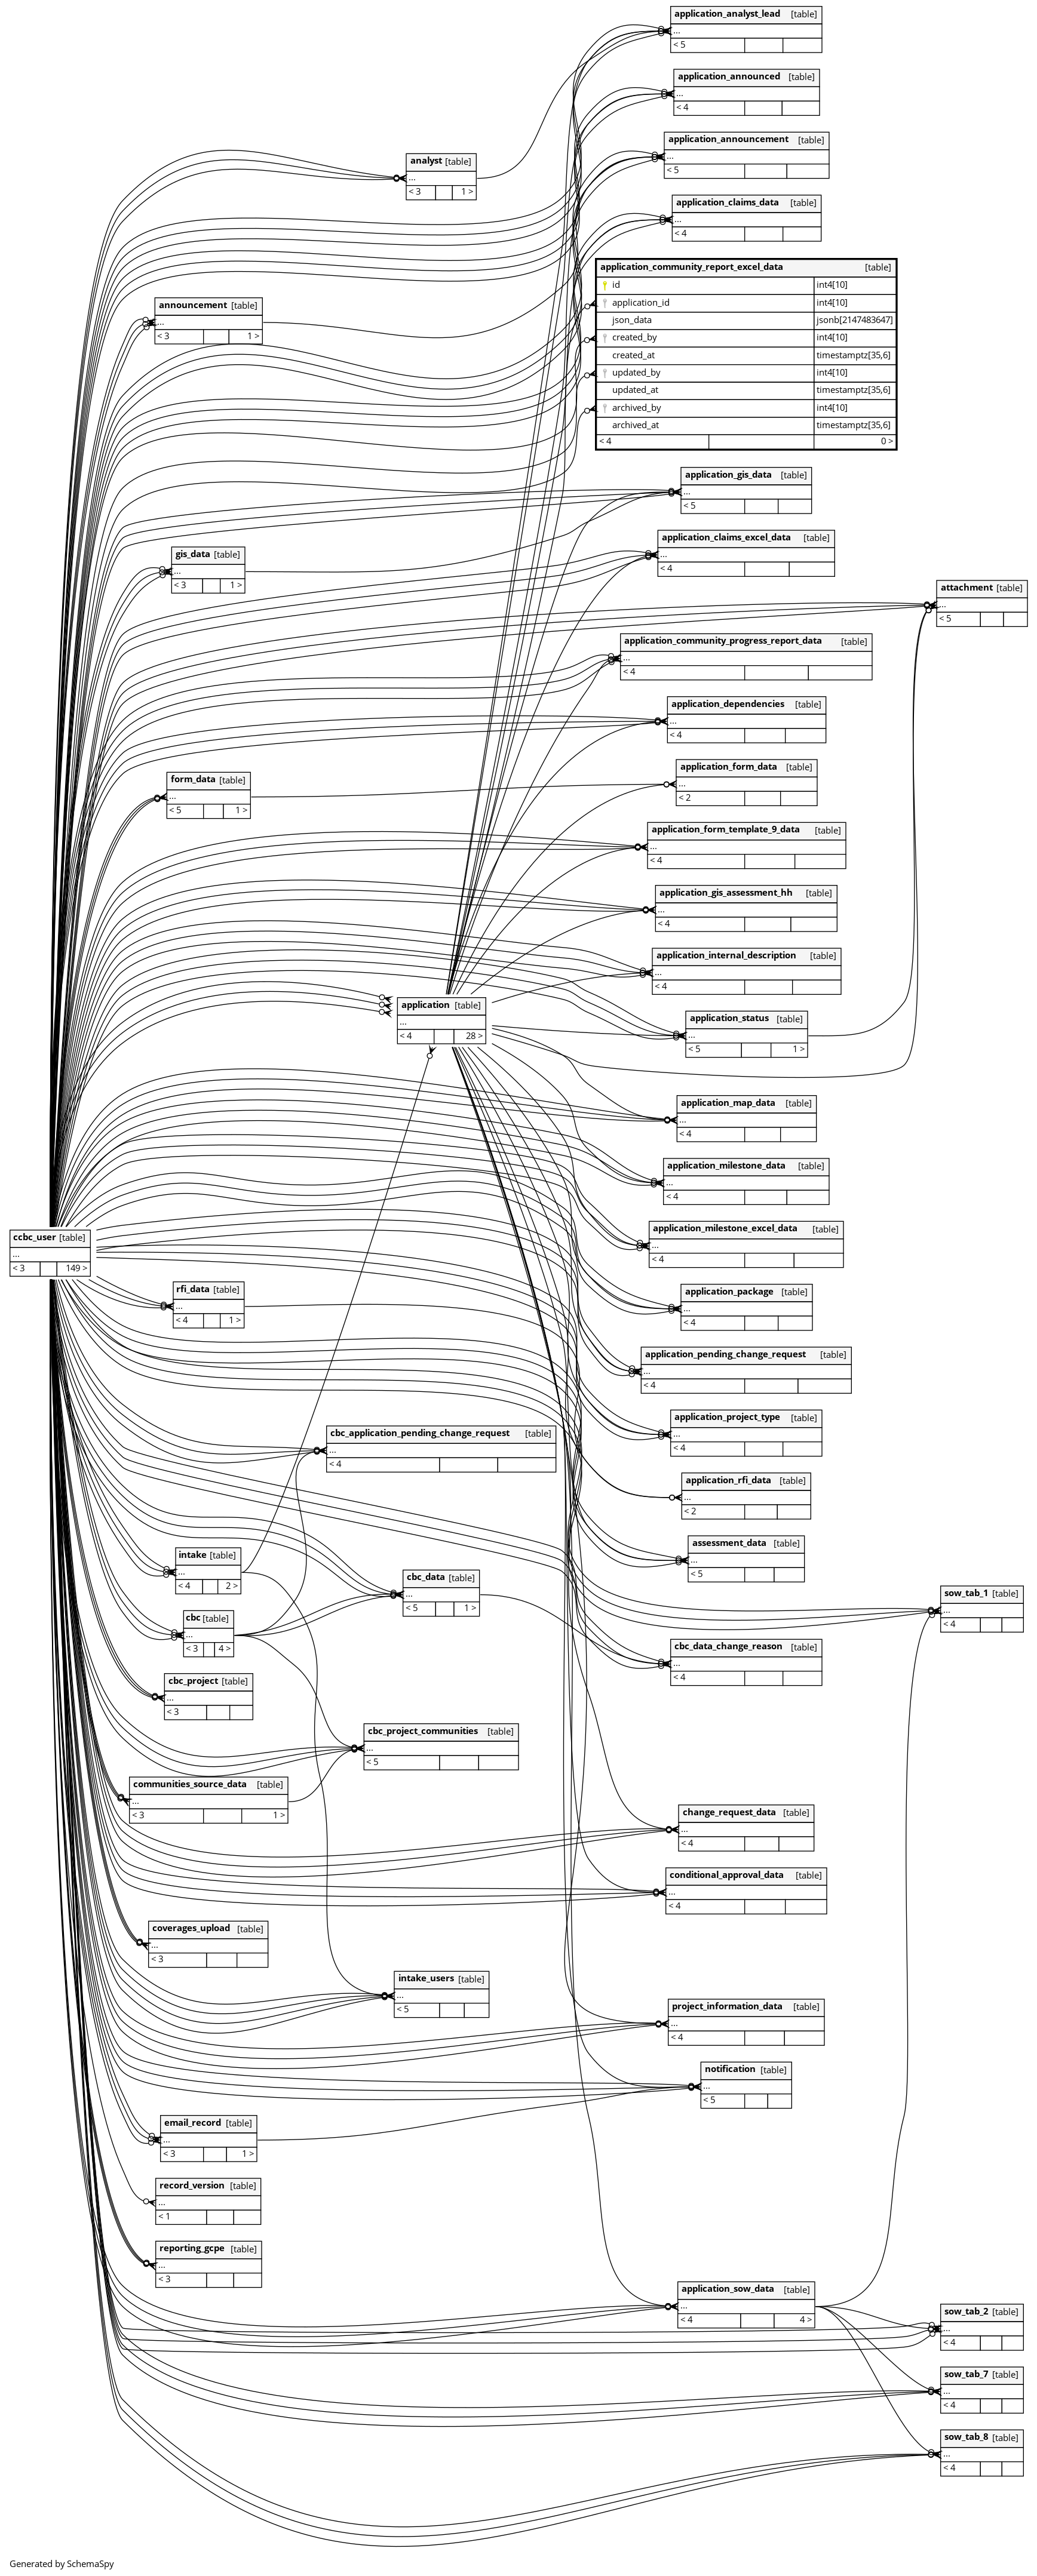 application_analyst_lead [table]
...
< 5
application_announced [table]
...
< 4
application_announcement [table]
...
< 5
analyst [table]
...
< 3 1 >
application_claims_data [table]
...
< 4
application_community_report_excel_data [table]
id int4[10]
application_id int4[10]
json_data jsonb[2147483647]
created_by int4[10]
created_at timestamptz[35,6]
updated_by int4[10]
updated_at timestamptz[35,6]
archived_by int4[10]
archived_at timestamptz[35,6]
< 4 0 >
announcement [table]
...
< 3 1 >
application_gis_data [table]
...
< 5
application_claims_excel_data [table]
...
< 4
gis_data [table]
...
< 3 1 >
attachment [table]
...
< 5
application_community_progress_report_data [table]
...
< 4
application_dependencies [table]
...
< 4
application_form_data [table]
...
< 2
form_data [table]
...
< 5 1 >
application_form_template_9_data [table]
...
< 4
application_gis_assessment_hh [table]
...
< 4
application_internal_description [table]
...
< 4
application [table]
...
< 4 28 >
application_status [table]
...
< 5 1 >
application_map_data [table]
...
< 4
application_milestone_data [table]
...
< 4
application_milestone_excel_data [table]
...
< 4
ccbc_user [table]
...
< 3 149 >
rfi_data [table]
...
< 4 1 >
application_package [table]
...
< 4
application_pending_change_request [table]
...
< 4
application_project_type [table]
...
< 4
cbc_application_pending_change_request [table]
...
< 4
application_rfi_data [table]
...
< 2
assessment_data [table]
...
< 5
intake [table]
...
< 4 2 >
cbc_data [table]
...
< 5 1 >
sow_tab_1 [table]
...
< 4
cbc [table]
...
< 3 4 >
cbc_data_change_reason [table]
...
< 4
cbc_project [table]
...
< 3
cbc_project_communities [table]
...
< 5
communities_source_data [table]
...
< 3 1 >
change_request_data [table]
...
< 4
conditional_approval_data [table]
...
< 4
coverages_upload [table]
...
< 3
intake_users [table]
...
< 5
project_information_data [table]
...
< 4
notification [table]
...
< 5
email_record [table]
...
< 3 1 >
record_version [table]
...
< 1
reporting_gcpe [table]
...
< 3
application_sow_data [table]
...
< 4 4 >
sow_tab_2 [table]
...
< 4
sow_tab_7 [table]
...
< 4
sow_tab_8 [table]
...
< 4
Generated by SchemaSpy